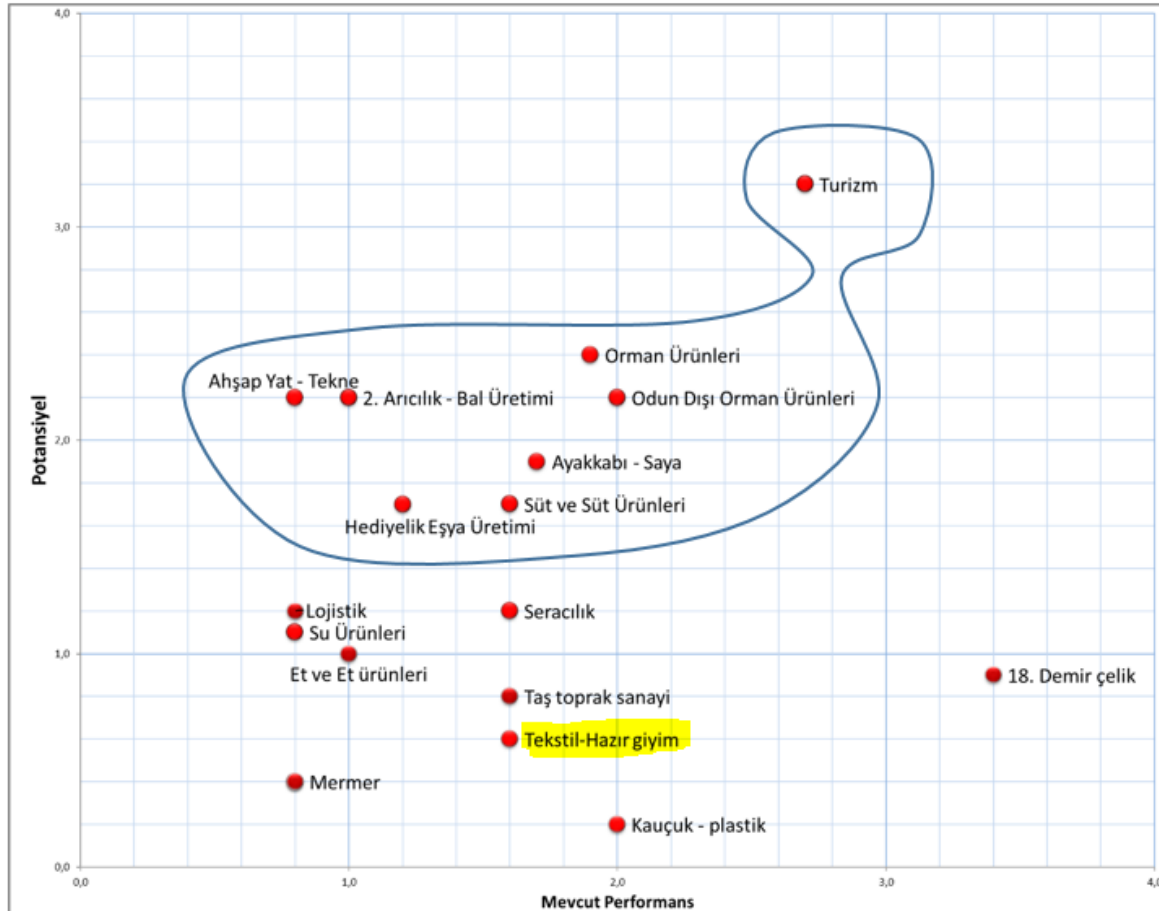 4,0
Turizm
3,0
Orman Ürünleri
Ahşap Yat - Tekne
2. Arıcılık - Bal Üretimi
Odun Dışı Orman Ürünleri
Potansiyel
2,0
Ayakkabı - Saya
Süt ve Süt Ürünleri
Hediyelik Eşya Üretimi
Lojistik
Seracılık
Su Ürünleri
1,0
Et ve Et ürünleri
18. Demir çelik
Taş toprak sanayi
Tekstil-Hazır giyim
Mermer
Kauçuk - plastik
0,0
0,0 1,0 2,0 3,0 4,0
Mevcut Performans